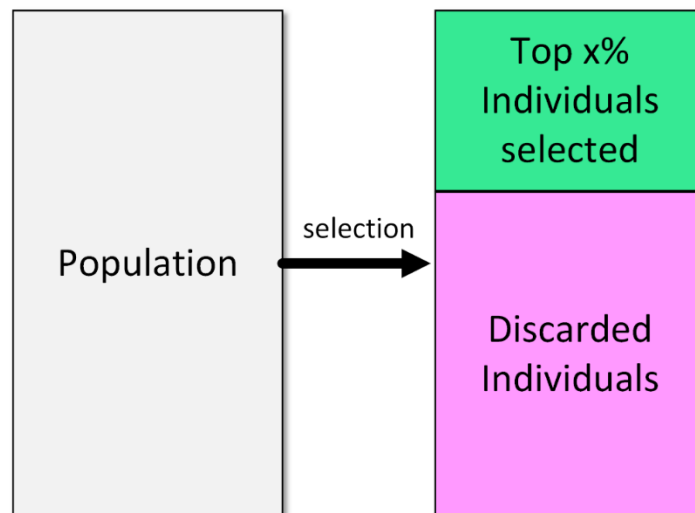 Population
selection
Top x%
Individuals
selected
Discarded
Individuals